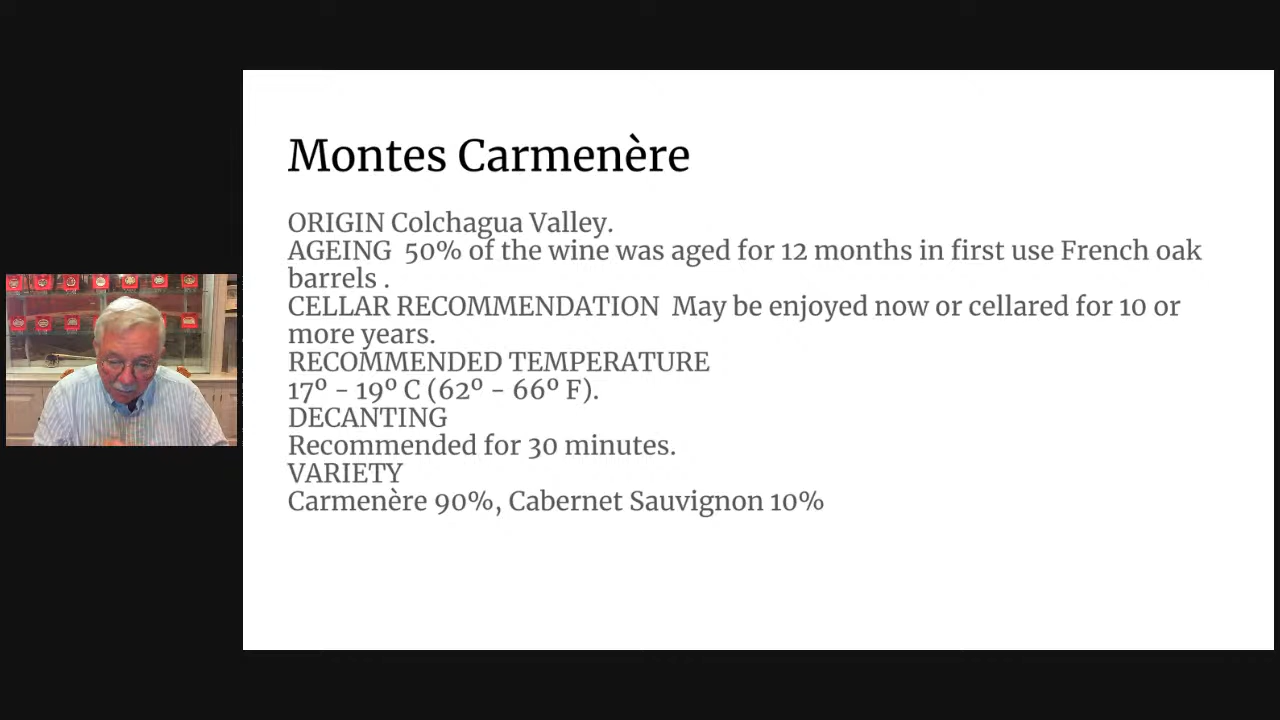 Montes Carmenère
ORIGIN Colchagua Valley.
AGEING  50% of the wine was aged for 12 months in first use French oak
barrels .
CELLAR RECOMMENDATION  May be enjoyed now or cellared for 10 or
more years.
RECOMMENDED TEMPERATURE
17º - 19º C (62º - 66º F).
DECANTING
Recommended for 30 minutes.
VARIETY
Carmenère 90%, Cabernet Sauvignon 10%